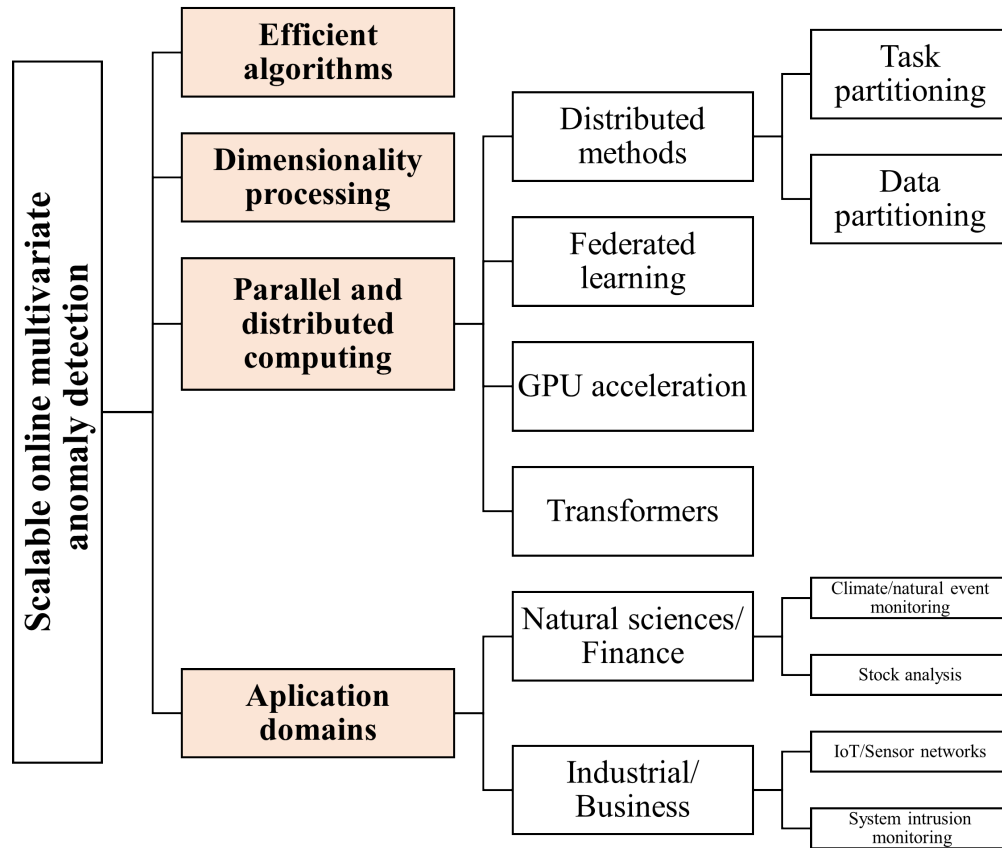 Scalable online multivariate
anomaly detection
Efficient
algorithms
Dimensionality
processing
Parallel and
distributed
computing
Aplication
domains
Distributed
methods
Federated
learning
GPU acceleration
Transformers
Natural sciences/
Finance
Industrial/
Business
Task
partitioning
Data
partitioning
Climate/natural event
monitoring
Stock analysis
IoT/Sensor networks
System intrusion
monitoring